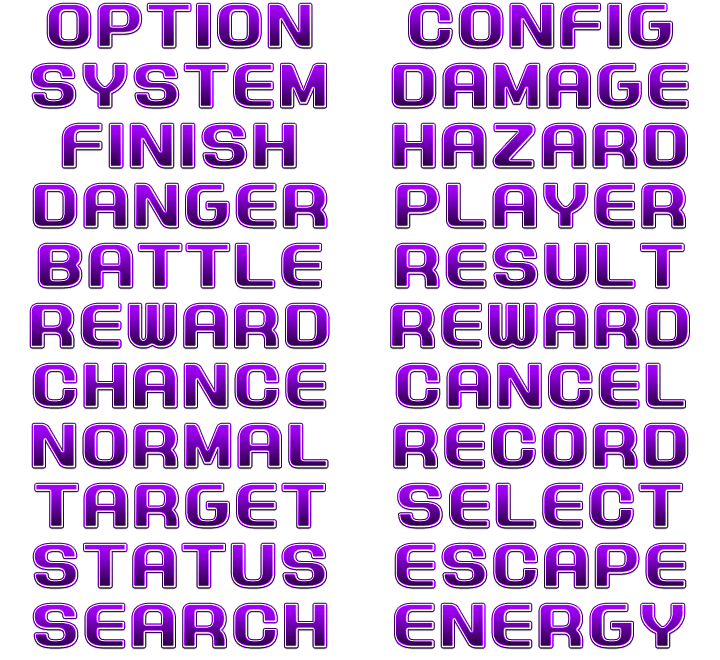 OPTION CONFIG
SYSTEM DAMAGE
FINISH HAZARD
DANGER PLAYER
BATTLE RESULT
REWARD REWARD
CHANCE CANCEL
NORMAL RECORD
TARGET SELECT
STATUS ESCAPE
SEARCH ENERGY